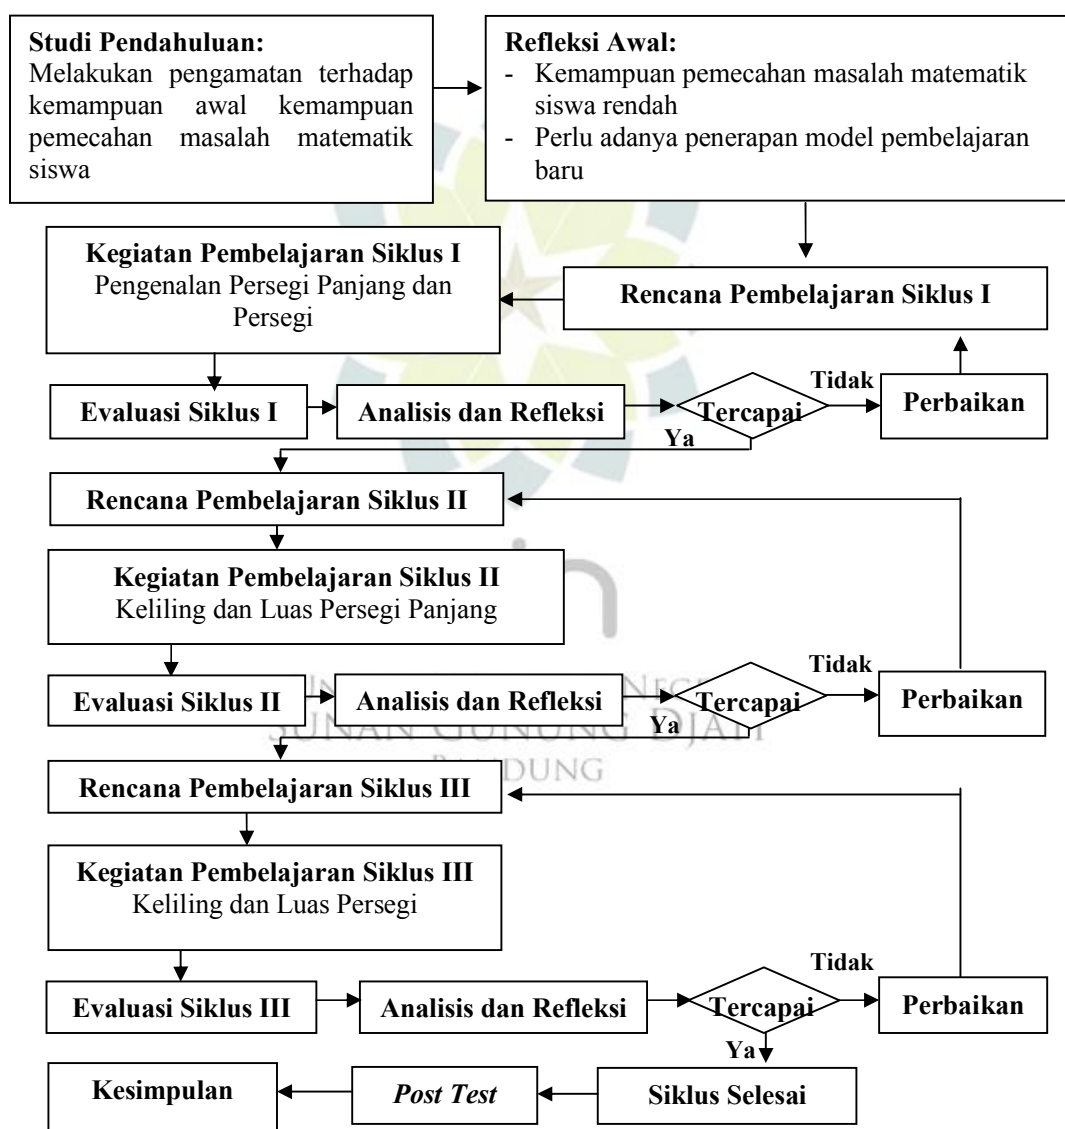 Studi Pendahuluan:
Melakukan pengamatan terhadap
kemampuan awal kemampuan
pemecahan masalah matematik
siswa
Refleksi Awal:
- Kemampuan pemecahan masalah matematik
siswa rendah
- Perlu adanya penerapan model pembelajaran
baru
Kegiatan Pembelajaran Siklus I
Pengenalan Persegi Panjang dan
Persegi
Rencana Pembelajaran Siklus I
Evaluasi Siklus I
Analisis dan Refleksi
Tercapai
Tidak
Perbaikan
Ya
Rencana Pembelajaran Siklus II
Kegiatan Pembelajaran Siklus II
Keliling dan Luas Persegi Panjang
Evaluasi Siklus II
Analisis dan Refleksi
Tercapai
Tidak
Perbaikan
Ya
SUNAN GUNUNG DJATI
Rencana Pembelajaran Siklus III
Kegiatan Pembelajaran Siklus III
Keliling dan Luas Persegi
Evaluasi Siklus III
Analisis dan Refleksi
Tercapai
Tidak
Perbaikan
Ya
Kesimpulan
Post Test
Siklus Selesai